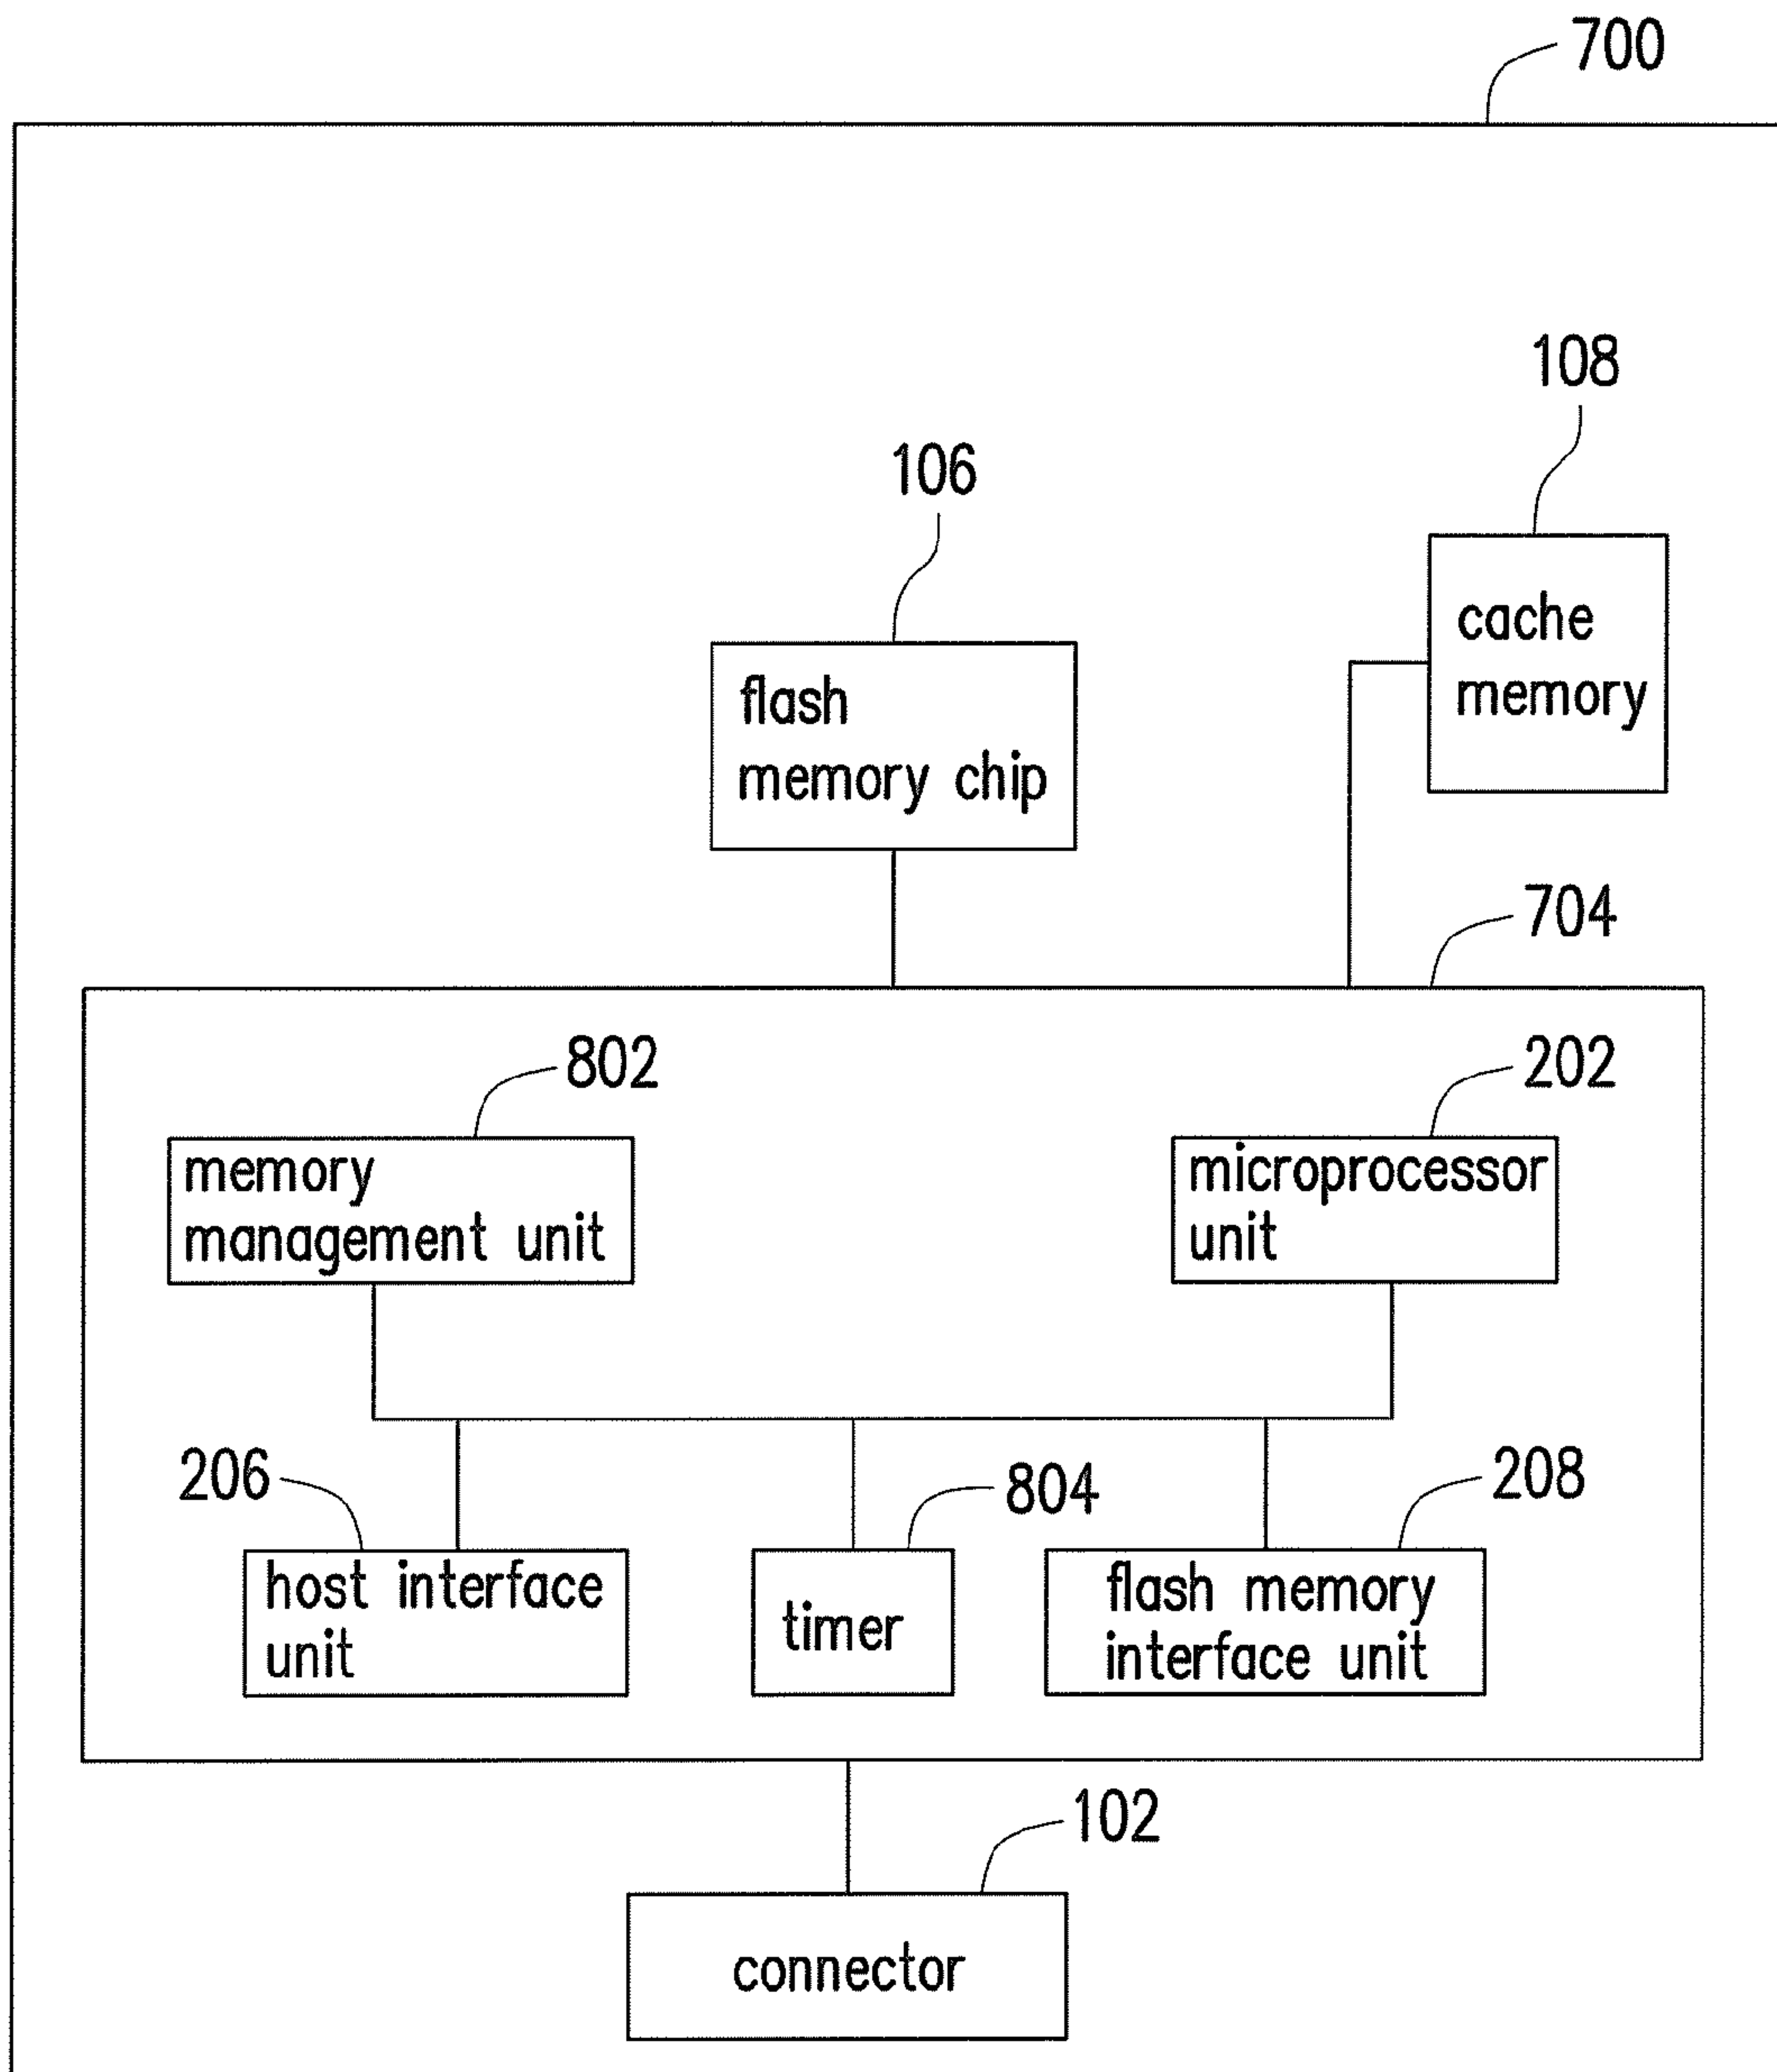 700
108
106
cache
memory
flash
memory chip
704
802
202
memory
management unit
microprocessor
unit
206
804
208
host interface
unit
timer
flash memory
interface unit
102
connector